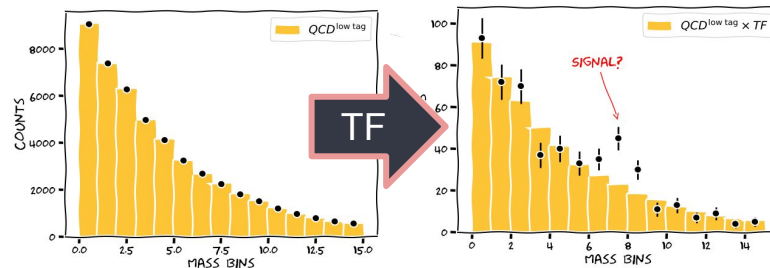 QCD^low tag
8000
6000
4000
2000
0
COUNTS
0.0 2.5 5.0 7.5 10.0 12.5 15.0
MASS BINS
TF
QCD^low tag × TF
SIGNAL?
100
80
60
40
20
0
0 2 4 6 8 10 12 14
MASS BINS